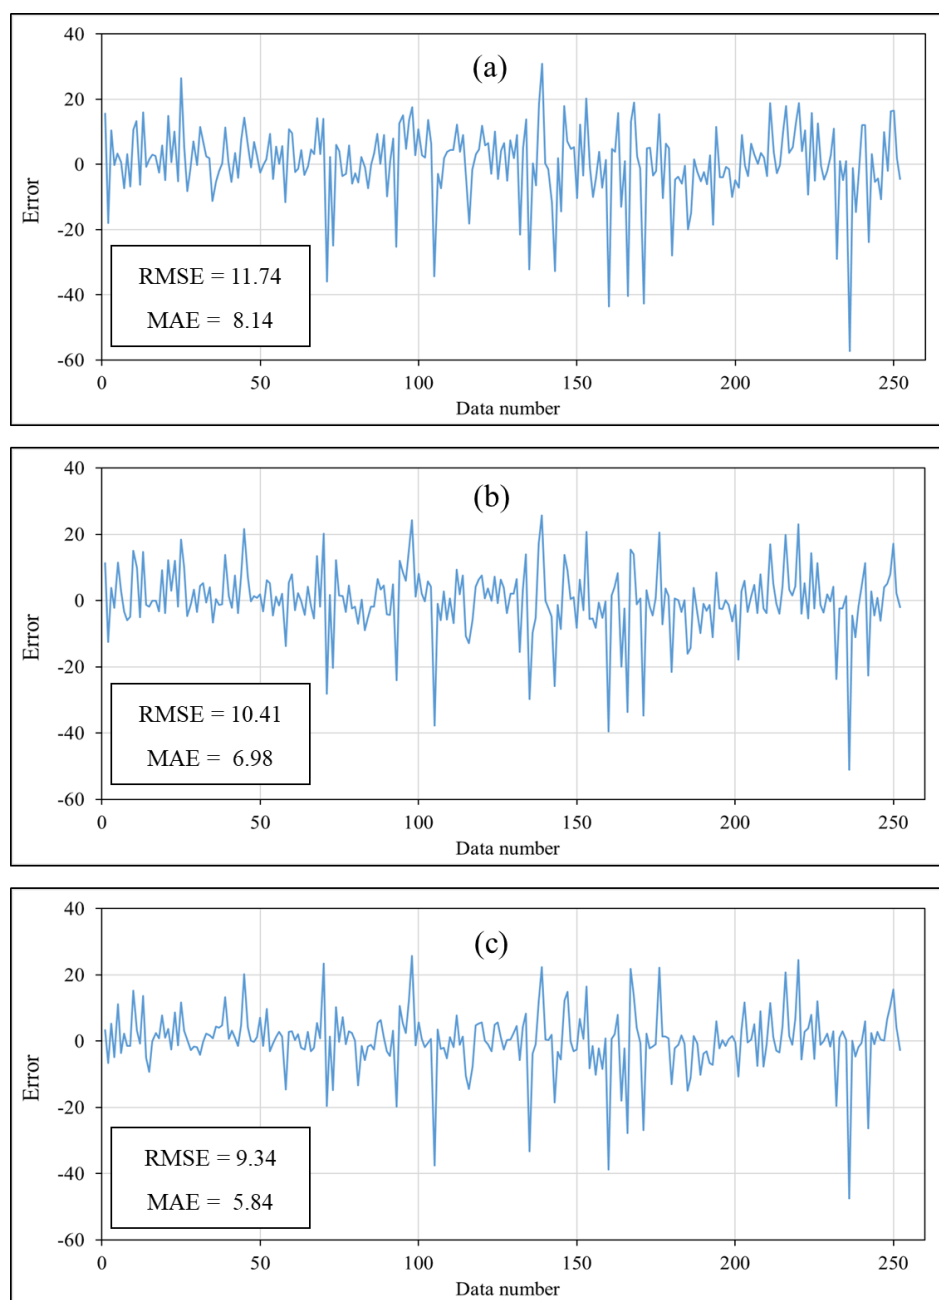 (a)
40
20
0
-20
-40
-60
Error
RMSE = 11.74
MAE = 8.14
0 50 100 150 200 250
Data number
(b)
40
20
0
-20
-40
-60
Error
RMSE = 10.41
MAE = 6.98
0 50 100 150 200 250
Data number
(c)
40
20
0
-20
-40
-60
Error
RMSE = 9.34
MAE = 5.84
0 50 100 150 200 250
Data number